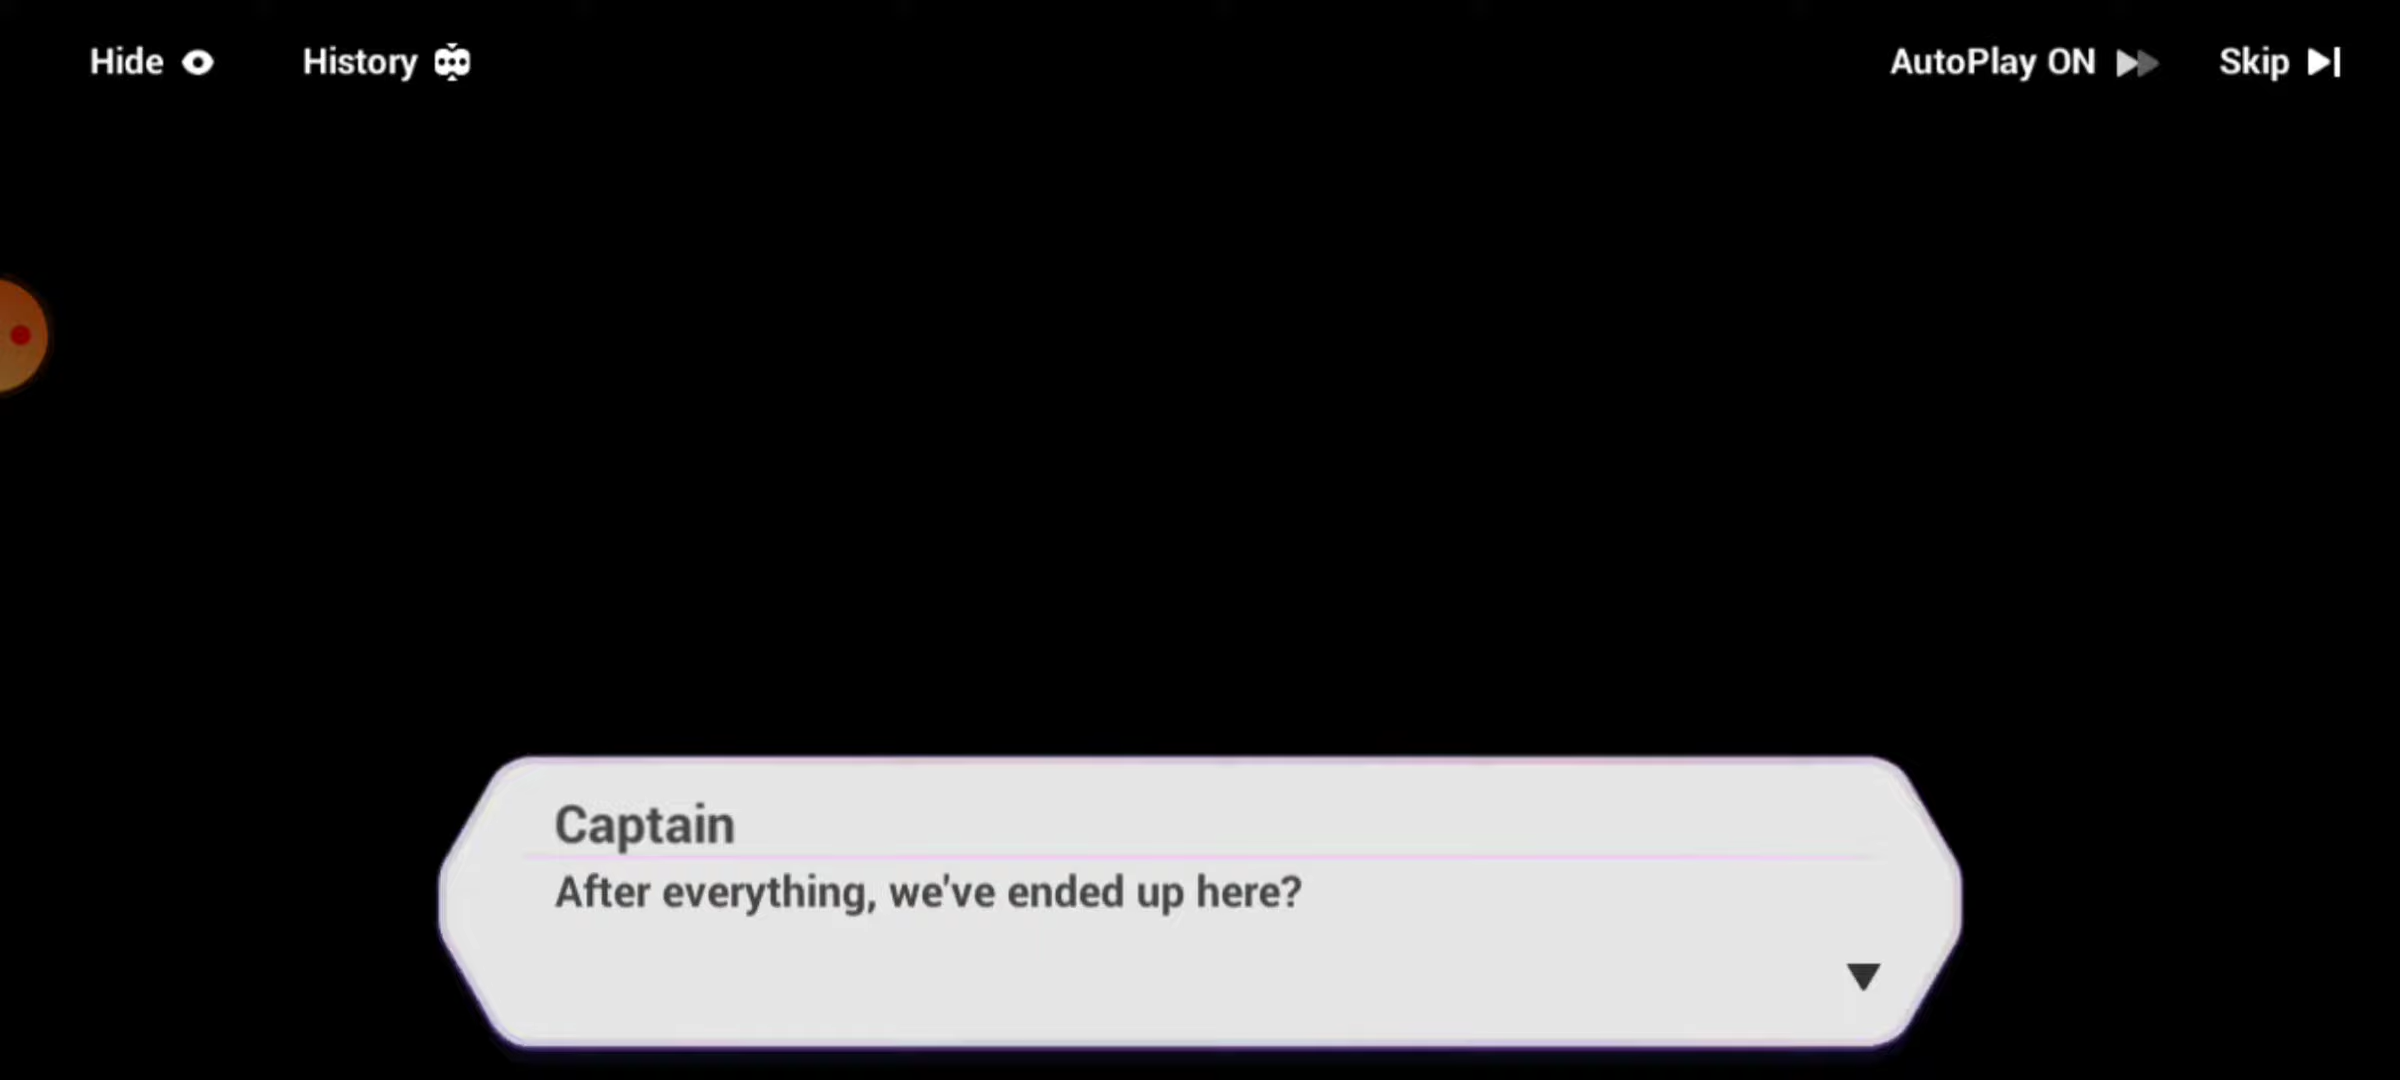 Hide
History
AutoPlay ON
Skip
Captain
After everything, we've ended up here?